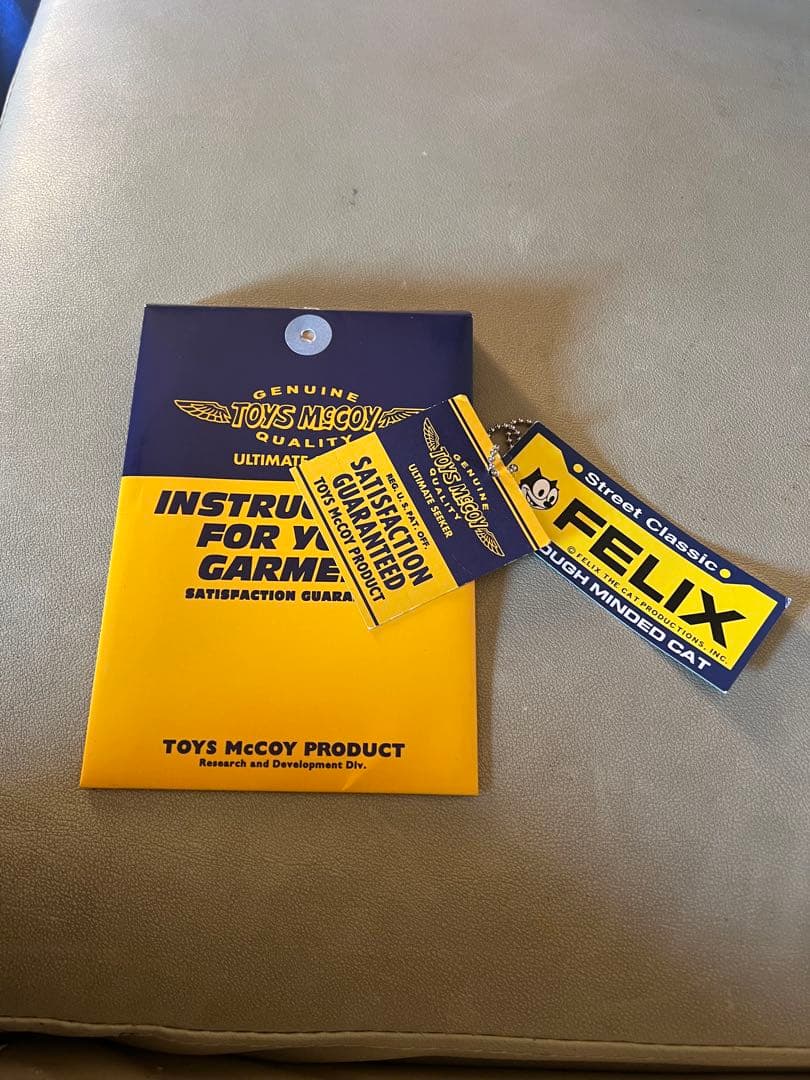 GENUINE
TOYS McCOY
QUALITY
ULTIMATE
INSTRUC
FOR YO
GARME
SATISFACTION GUARA
TOYS McCOY PRODUCT
Research and Development Div.
GENUINE
TOYS McCOY
QUALITY
ULTIMATE SEEKER
REG. U.S. PAT. OFF.
SATISFACTION
GUARANTEED
TOYS McCOY PRODUCT
Street Classic
FELIX
© FELIX THE CAT PRODUCTIONS, INC.
OUGH MINDED CAT